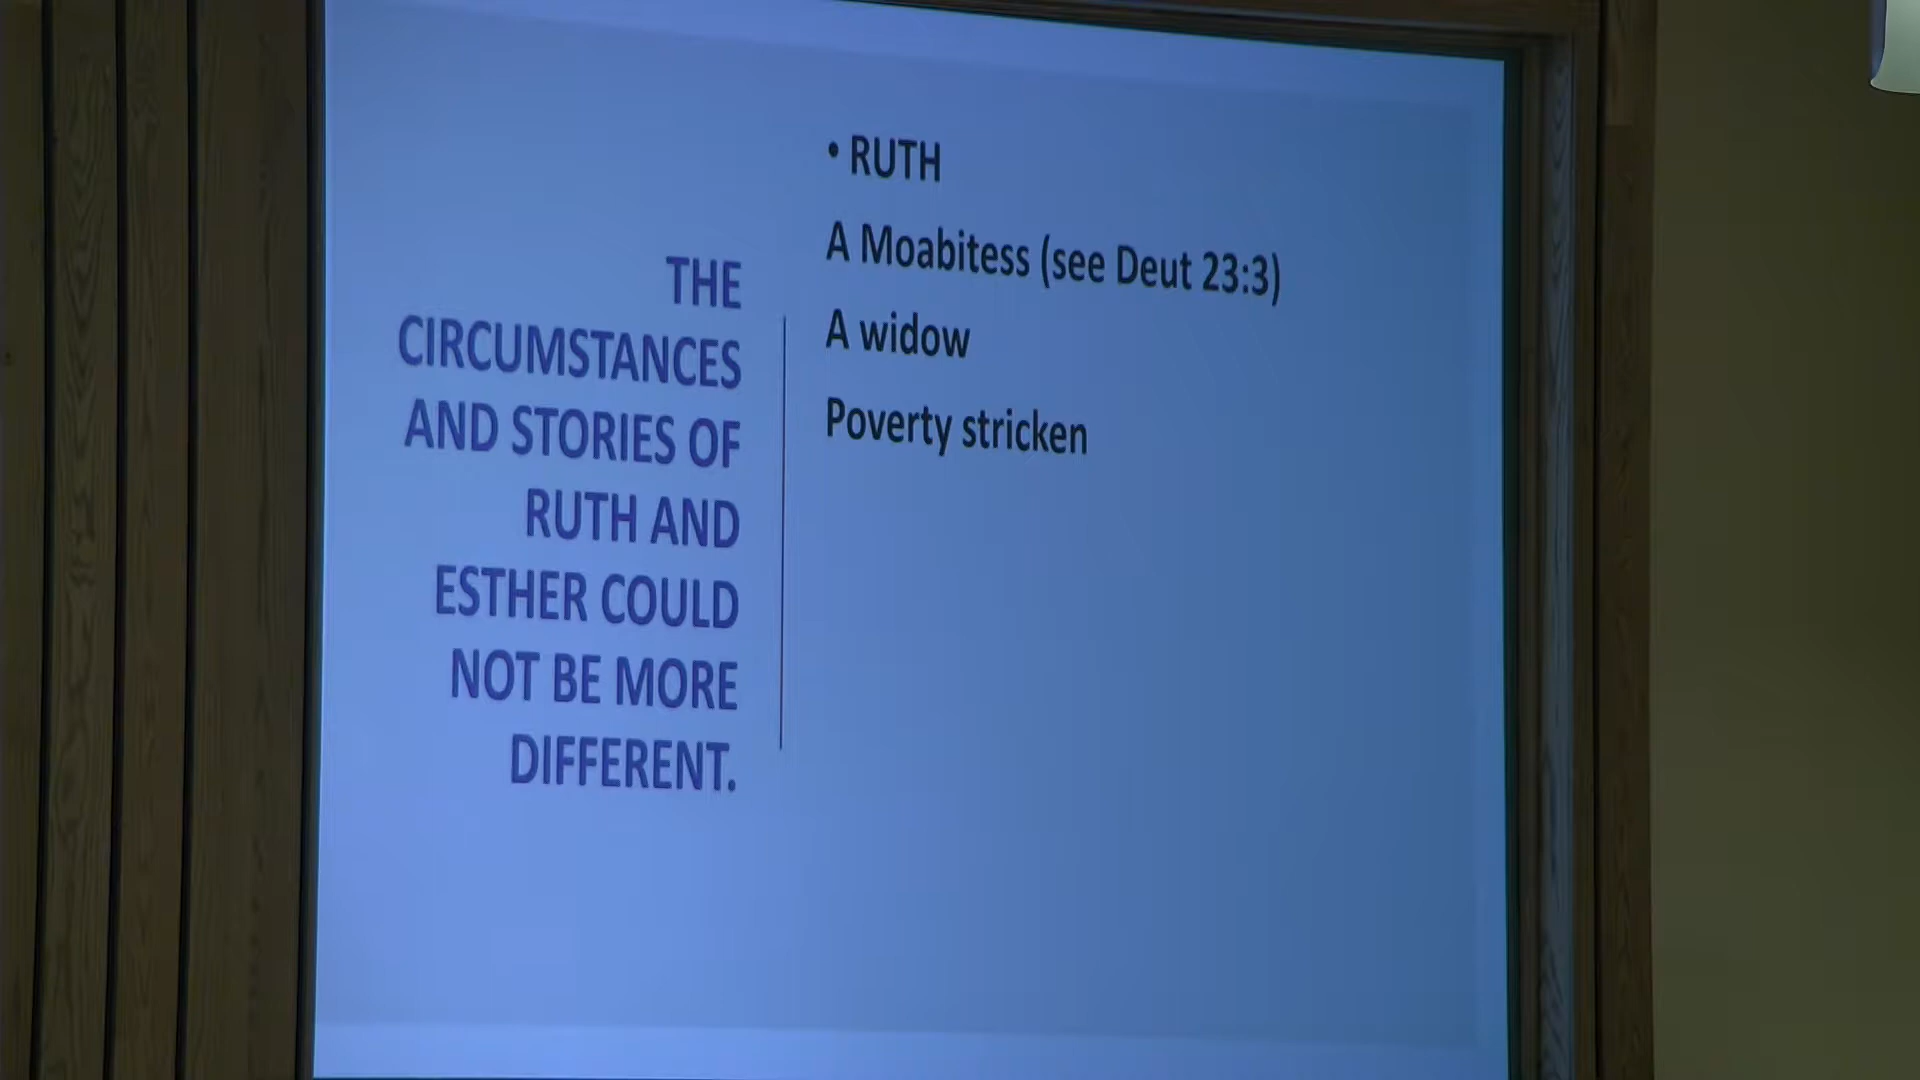 THE
CIRCUMSTANCES
AND STORIES OF
RUTH AND
ESTHER COULD
NOT BE MORE
DIFFERENT.
• RUTH
A Moabitess (see Deut 23:3)
A widow
Poverty stricken